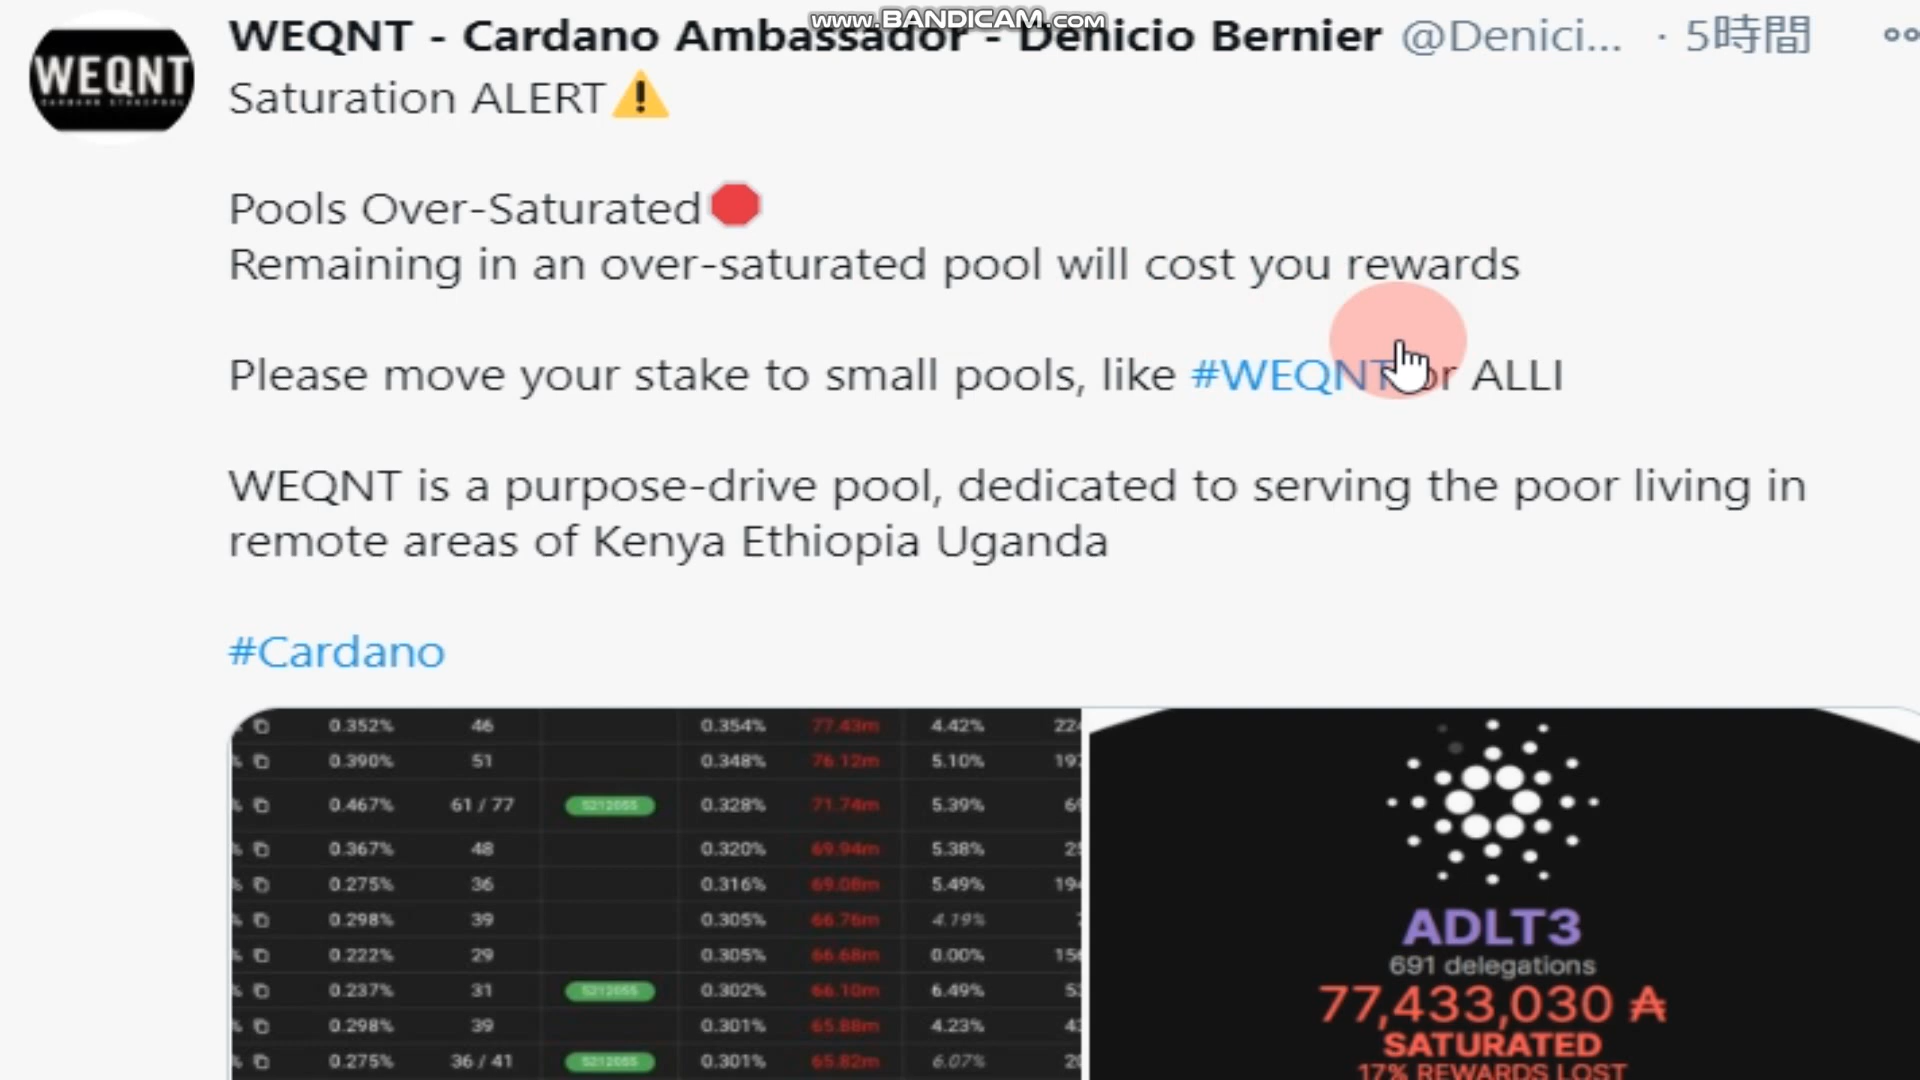 www.BANDICAM.com
WEQNT - Cardano Ambassador - Denicio Bernier @Denici... · 5時間
WEQNT
Saturation ALERT⚠
Pools Over-Saturated🛑
Remaining in an over-saturated pool will cost you rewards
Please move your stake to small pools, like #WEQNT or ALLI
WEQNT is a purpose-drive pool, dedicated to serving the poor living in
remote areas of Kenya Ethiopia Uganda
#Cardano
0.352% 46 0.354% 77.43m 4.42%
0.390% 51 0.348% 76.12m 5.10%
0.467% 61 / 77 5212055 0.328% 71.74m 5.39%
0.367% 48 0.320% 69.94m 5.38%
0.275% 36 0.316% 69.08m 5.49%
0.298% 39 0.305% 66.76m 4.19%
0.222% 29 0.305% 66.68m 0.00%
0.237% 31 5212055 0.302% 66.10m 6.49%
0.298% 39 0.301% 65.88m 4.23%
0.275% 36 / 41 5212055 0.301% 65.82m 6.07%
ADLT3
691 delegations
77,433,030 ₳
SATURATED
17% REWARDS LOST